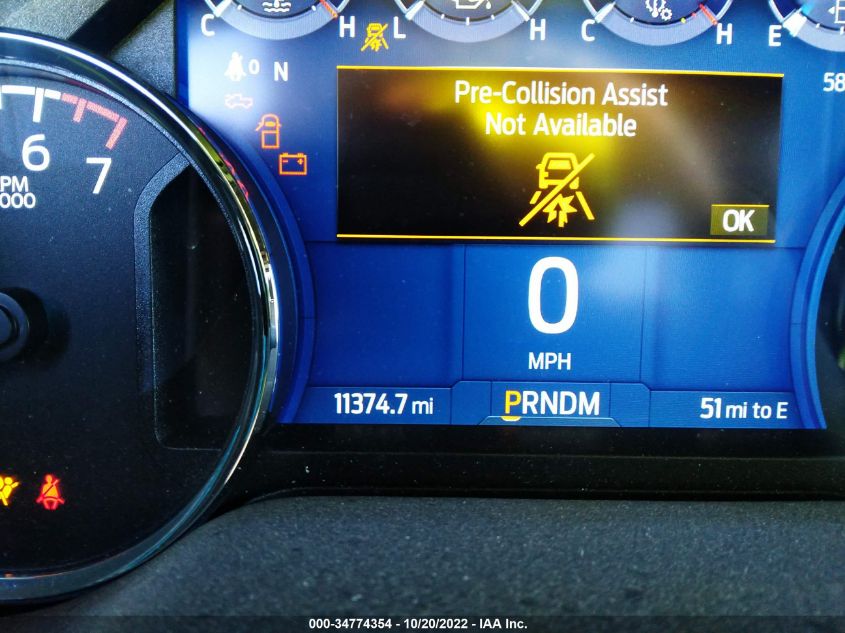 C H L H C H E
0 N
58
Pre-Collision Assist
Not Available
OK
6
7
PM
000
0
MPH
11374.7 mi
PRNDM
51 mi to E
000-34774354 - 10/20/2022 - IAA Inc.